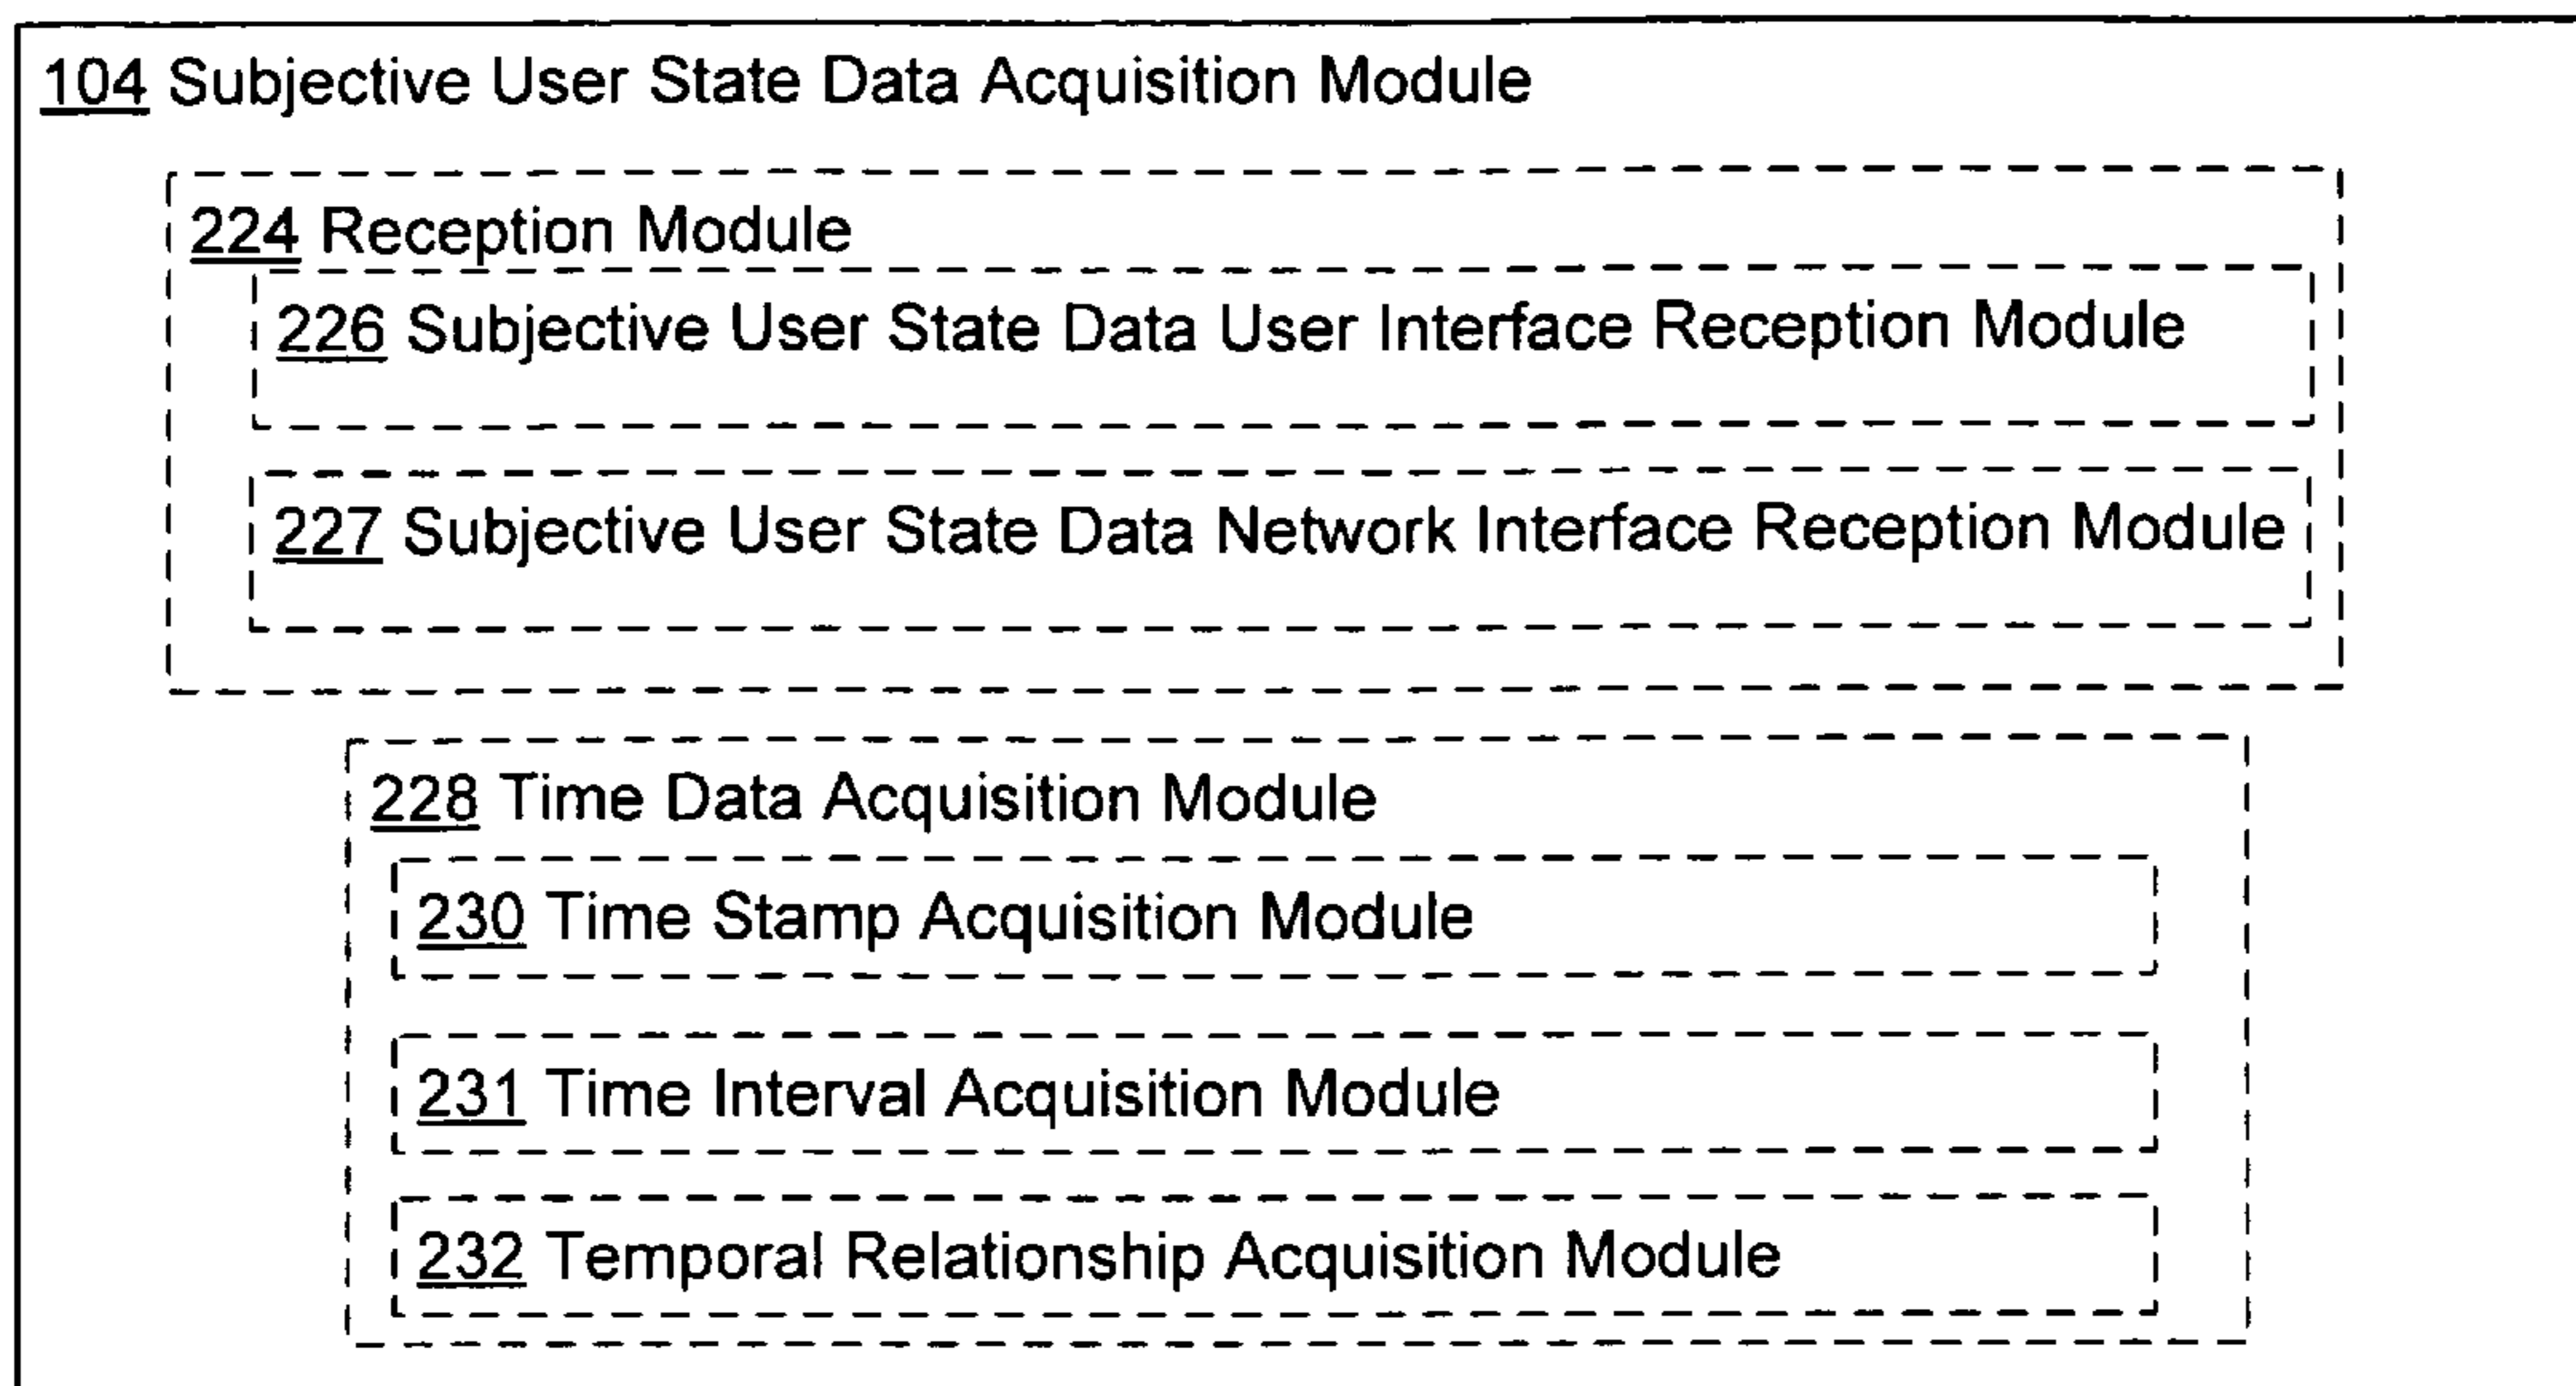 104 Subjective User State Data Acquisition Module
224 Reception Module
226 Subjective User State Data User Interface Reception Module
227 Subjective User State Data Network Interface Reception Module
228 Time Data Acquisition Module
230 Time Stamp Acquisition Module
231 Time Interval Acquisition Module
232 Temporal Relationship Acquisition Module